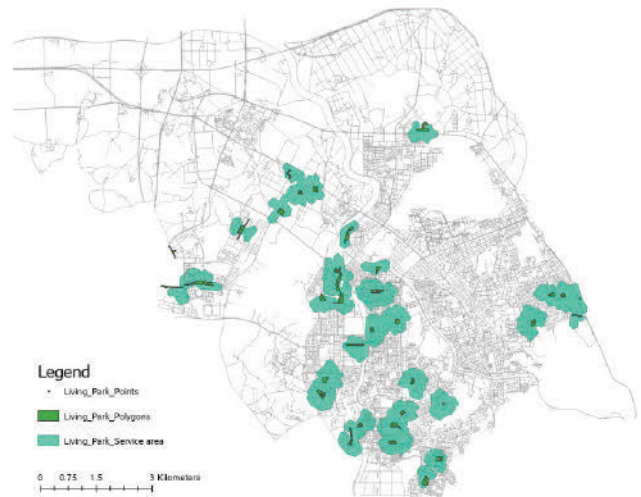 Legend
Living_Park_Points
Living_Park_Polygons
Living_Park_Service area
0 0.75 1.5 3 Kilometers